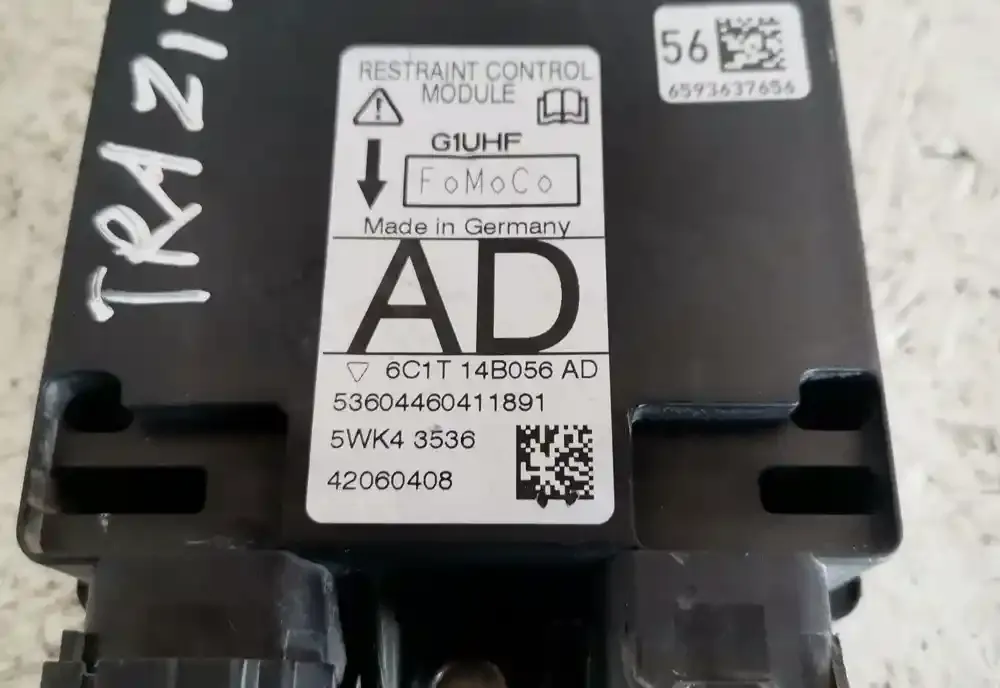 TRAZIT
56
6593637656
RESTRAINT CONTROL
MODULE
G1UHF
FoMoCo
Made in Germany
AD
6C1T 14B056 AD
53604460411891
5WK4 3536
42060408